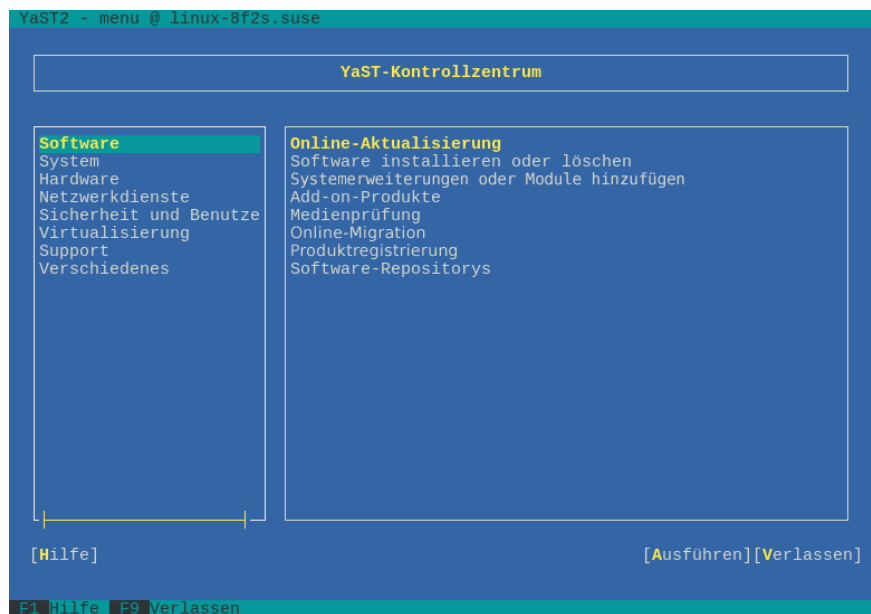 YaST2 - menu @ linux-8f2s.suse
YaST-Kontrollzentrum
Software
System
Hardware
Netzwerkdienste
Sicherheit und Benutze
Virtualisierung
Support
Verschiedenes
Online-Aktualisierung
Software installieren oder löschen
Systemerweiterungen oder Module hinzufügen
Add-on-Produkte
Medienprüfung
Online-Migration
Produktregistrierung
Software-Repositorys
[Hilfe] [Ausführen][Verlassen]
F1 Hilfe F9 Verlassen